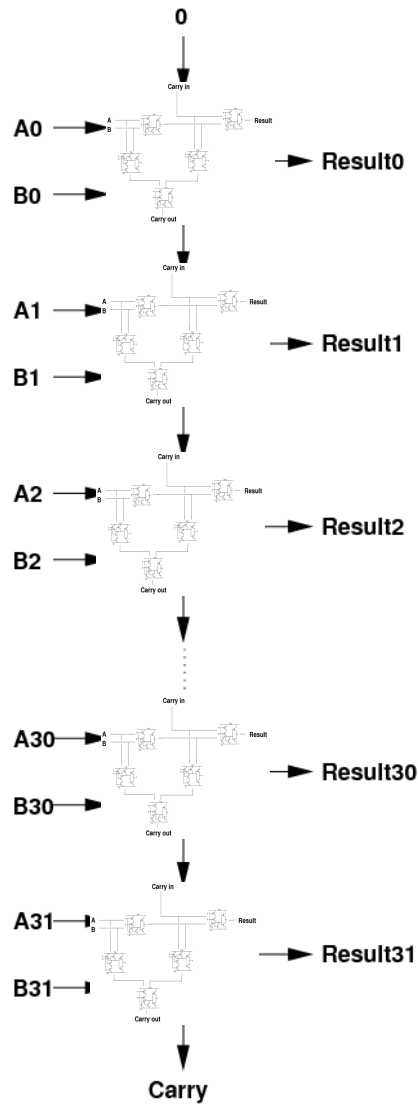 0
Carry in
A0
A
B
Result
Result0
B0
Carry out
Carry in
A1
A
B
Result
Result1
B1
Carry out
Carry in
A2
A
B
Result
Result2
B2
Carry out
Carry in
A30
A
B
Result
Result30
B30
Carry out
Carry in
A31
A
B
Result
Result31
B31
Carry out
Carry